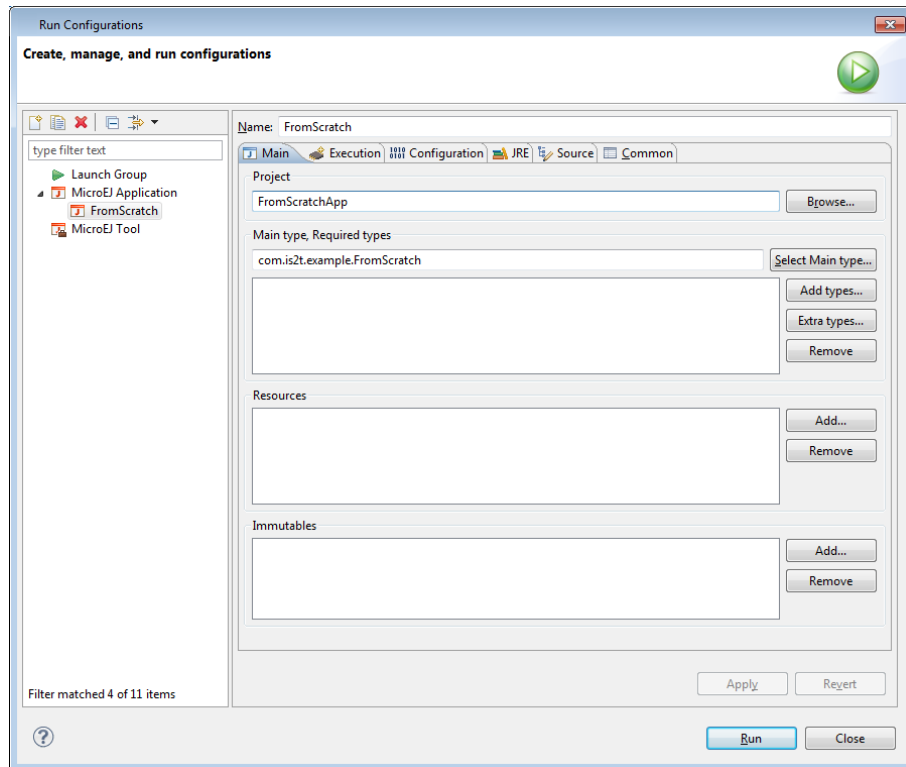 Run Configurations
Create, manage, and run configurations
type filter text
Launch Group
MicroEJ Application
FromScratch
MicroEJ Tool
Filter matched 4 of 11 items
Name: FromScratch
Main Execution Configuration JRE Source Common
Project
FromScratchApp Browse...
Main type, Required types
com.is2t.example.FromScratch Select Main type...
Add types...
Extra types...
Remove
Resources
Add...
Remove
Immutables
Add...
Remove
Apply Revert
Run Close